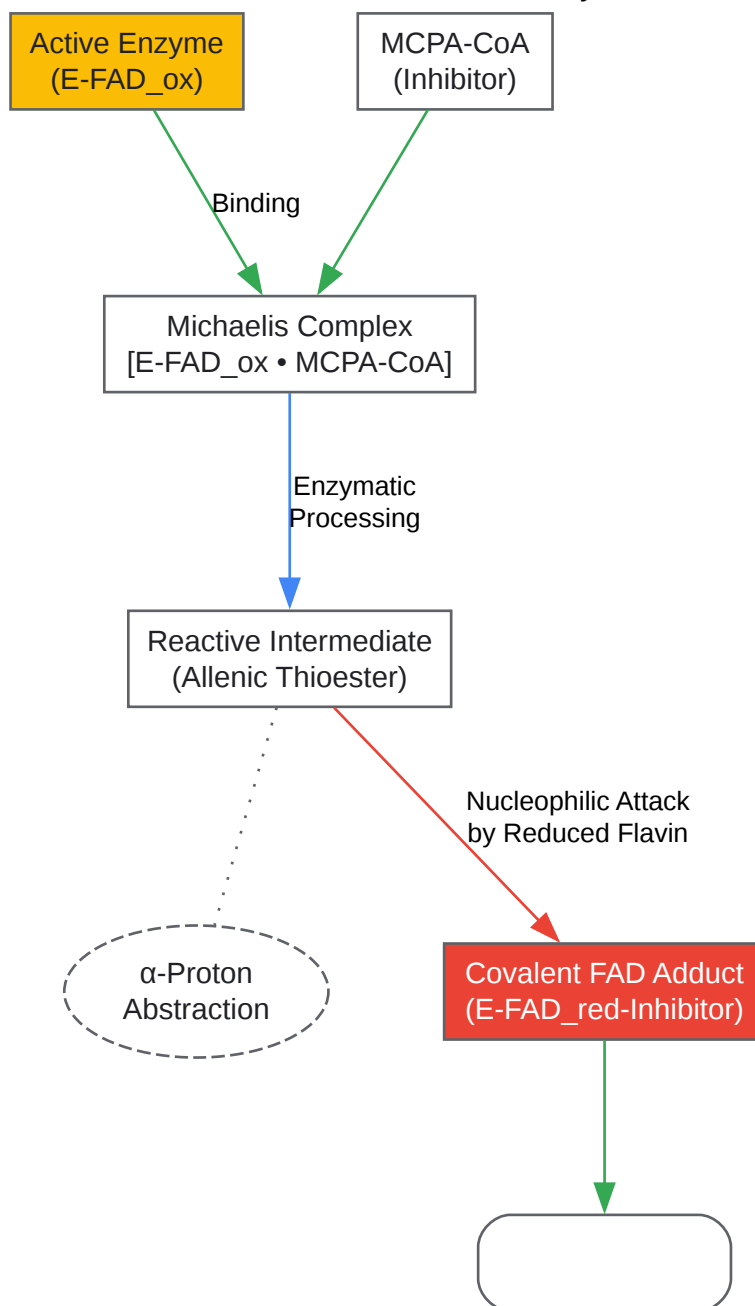 Active Enzyme
(E-FAD_ox)
MCPA-CoA
(Inhibitor)
Binding
Michaelis Complex
[E-FAD_ox • MCPA-CoA]
Enzymatic
Processing
Reactive Intermediate
(Allenic Thioester)
Nucleophilic Attack
by Reduced Flavin
α-Proton
Abstraction
Covalent FAD Adduct
(E-FAD_red-Inhibitor)